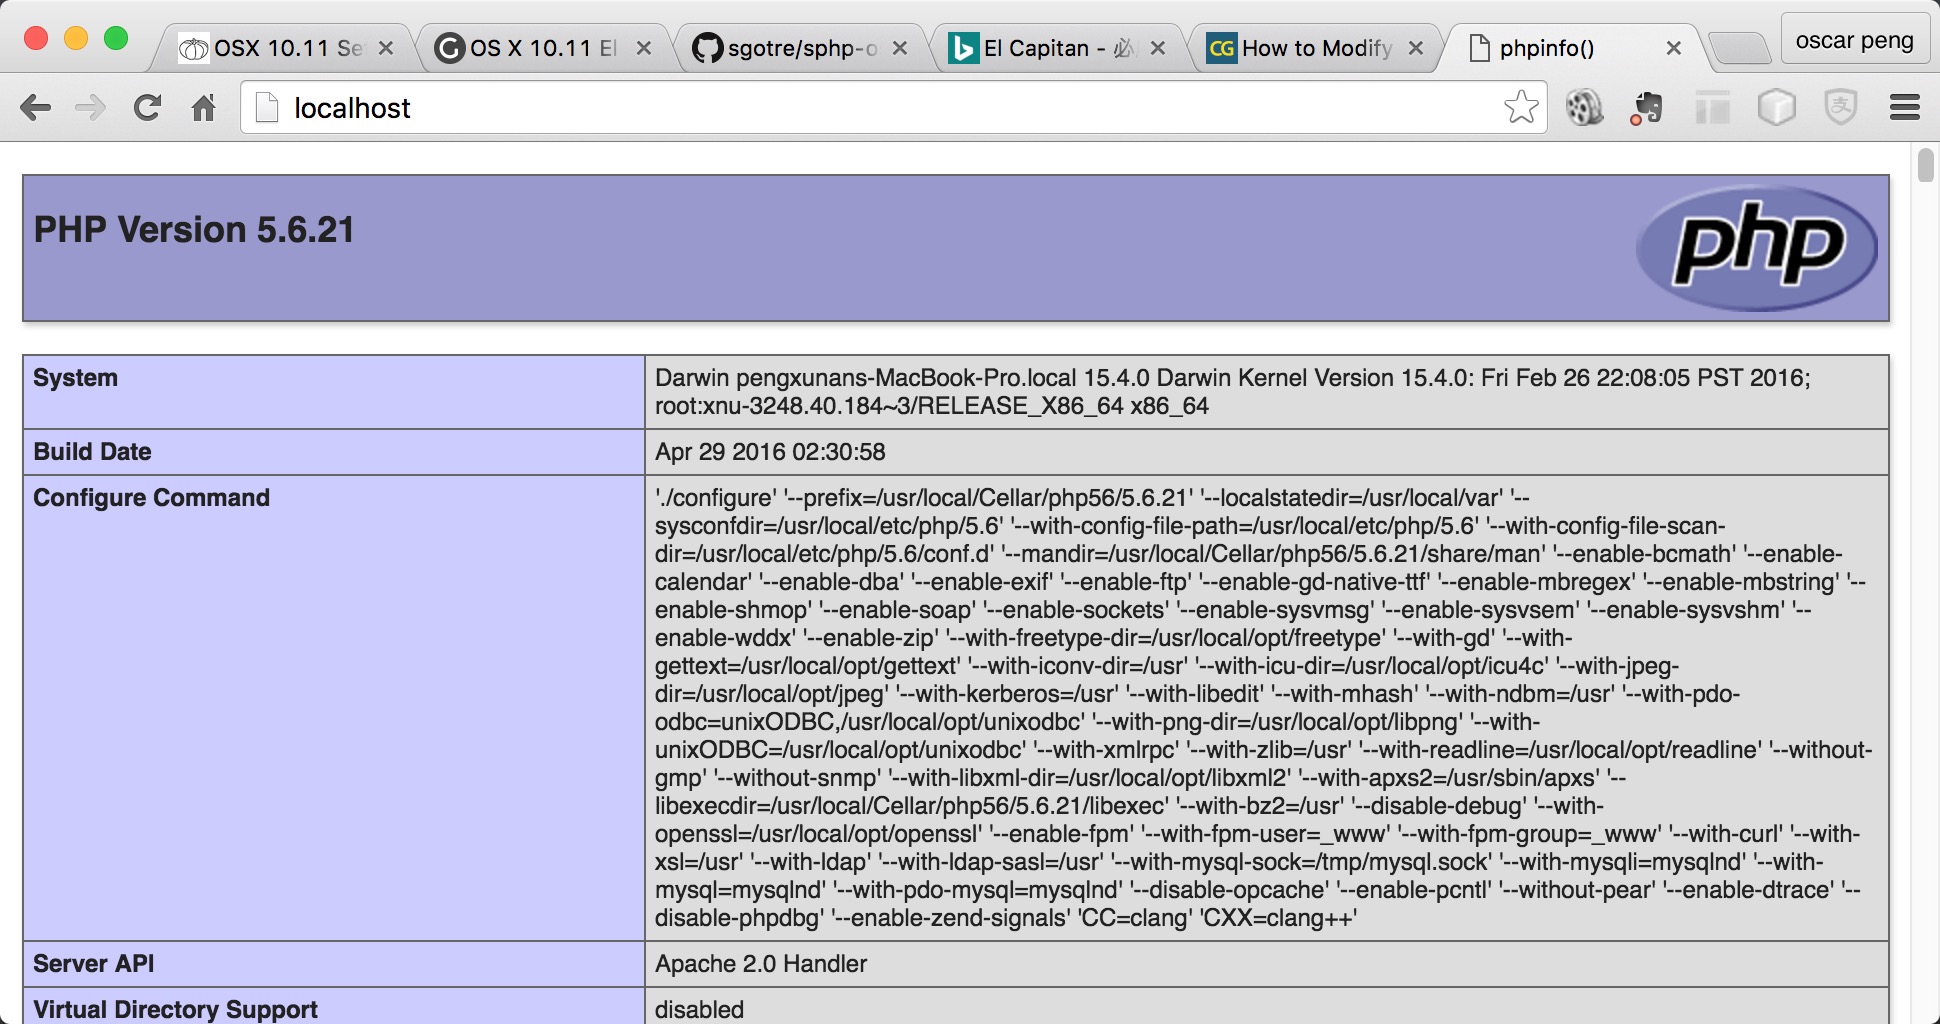 OSX 10.11 Se
OS X 10.11 El
sgotre/sphp-o
El Capitan - 必
How to Modify
phpinfo()
oscar peng
localhost
PHP Version 5.6.21
php
System
Darwin pengxunans-MacBook-Pro.local 15.4.0 Darwin Kernel Version 15.4.0: Fri Feb 26 22:08:05 PST 2016;
root:xnu-3248.40.184~3/RELEASE_X86_64 x86_64
Build Date
Apr 29 2016 02:30:58
Configure Command
'./configure' '--prefix=/usr/local/Cellar/php56/5.6.21' '--localstatedir=/usr/local/var' '--
sysconfdir=/usr/local/etc/php/5.6' '--with-config-file-path=/usr/local/etc/php/5.6' '--with-config-file-scan-
dir=/usr/local/etc/php/5.6/conf.d' '--mandir=/usr/local/Cellar/php56/5.6.21/share/man' '--enable-bcmath' '--enable-
calendar' '--enable-dba' '--enable-exif' '--enable-ftp' '--enable-gd-native-ttf' '--enable-mbregex' '--enable-mbstring' '--
enable-shmop' '--enable-soap' '--enable-sockets' '--enable-sysvmsg' '--enable-sysvsem' '--enable-sysvshm' '--
enable-wddx' '--enable-zip' '--with-freetype-dir=/usr/local/opt/freetype' '--with-gd' '--with-
gettext=/usr/local/opt/gettext' '--with-iconv-dir=/usr' '--with-icu-dir=/usr/local/opt/icu4c' '--with-jpeg-
dir=/usr/local/opt/jpeg' '--with-kerberos=/usr' '--with-libedit' '--with-mhash' '--with-ndbm=/usr' '--with-pdo-
odbc=unixODBC,/usr/local/opt/unixodbc' '--with-png-dir=/usr/local/opt/libpng' '--with-
unixODBC=/usr/local/opt/unixodbc' '--with-xmlrpc' '--with-zlib=/usr' '--with-readline=/usr/local/opt/readline' '--without-
gmp' '--without-snmp' '--with-libxml-dir=/usr/local/opt/libxml2' '--with-apxs2=/usr/sbin/apxs' '--
libexecdir=/usr/local/Cellar/php56/5.6.21/libexec' '--with-bz2=/usr' '--disable-debug' '--with-
openssl=/usr/local/opt/openssl' '--enable-fpm' '--with-fpm-user=_www' '--with-fpm-group=_www' '--with-curl' '--with-
xsl=/usr' '--with-ldap' '--with-ldap-sasl=/usr' '--with-mysql-sock=/tmp/mysql.sock' '--with-mysqli=mysqlnd' '--with-
mysql=mysqlnd' '--with-pdo-mysql=mysqlnd' '--disable-opcache' '--enable-pcntl' '--without-pear' '--enable-dtrace' '--
disable-phpdbg' '--enable-zend-signals' 'CC=clang' 'CXX=clang++'
Server API
Apache 2.0 Handler
Virtual Directory Support
disabled